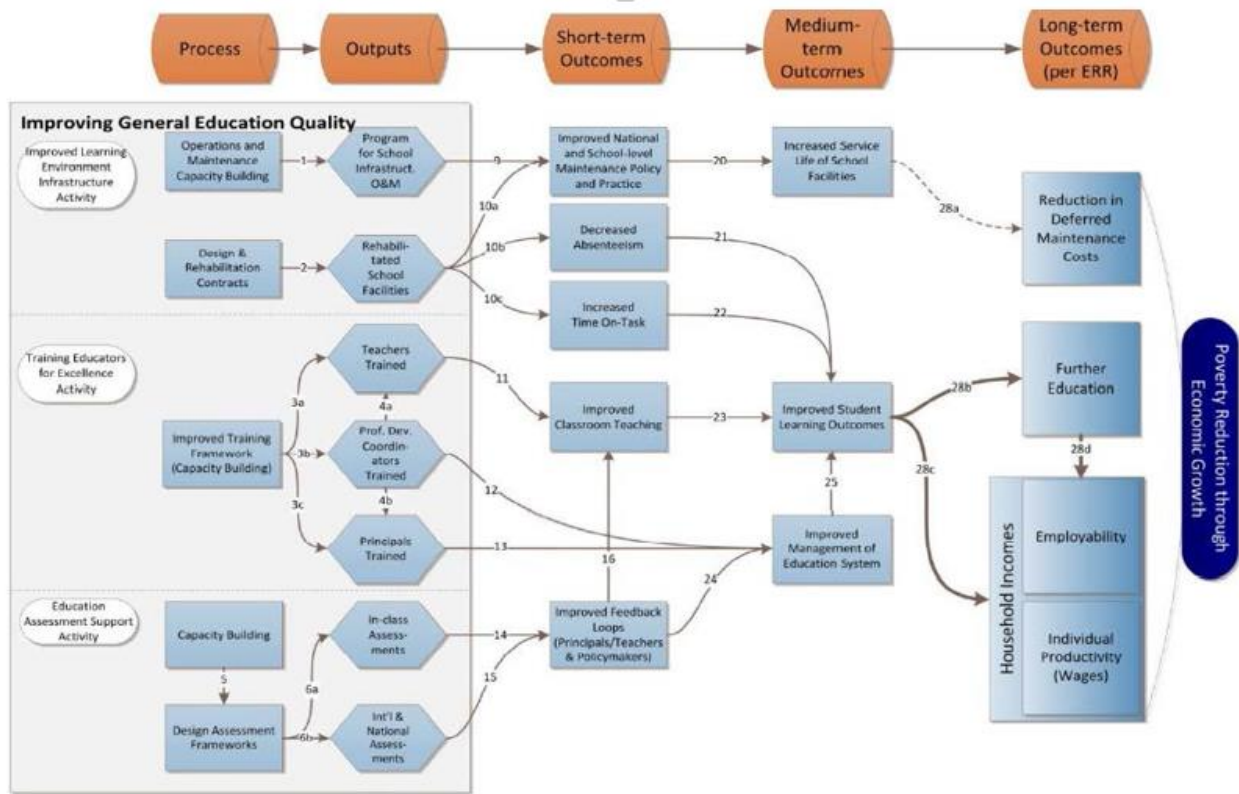 Process
Outputs
Short-term
Outcomes
Medium-
term
Outcomes
Long-term
Outcomes
(per ERR)
Improving General Education Quality
Improved Learning
Environment
Infrastructure
Activity
Operations and
Maintenance
Capacity Building
1
Program
for School
Infrastruct.
O&M
9
Improved National
and School-level
Maintenance Policy
and Practice
20
Increased Service
Life of School
Facilities
28a
Reduction in
Deferred
Maintenance
Costs
10a
10b
10c
Design &
Rehabilitation
Contracts
2
Rehabili-
tated
School
Facilities
Decreased
Absenteeism
21
Increased
Time On-Task
22
Training Educators
for Excellence
Activity
Improved Training
Framework
(Capacity Building)
3a
3b
3c
Teachers
Trained
4a
Prof. Dev.
Coordin-
ators
Trained
4b
Principals
Trained
11
12
13
Improved
Classroom Teaching
23
Improved Student
Learning Outcomes
25
Improved
Management of
Education System
16
24
28b
28c
Further
Education
28d
Household Incomes
Employability
Individual
Productivity
(Wages)
Poverty Reduction through
Economic Growth
Education
Assessment Support
Activity
Capacity Building
5
Design Assessment
Frameworks
6a
6b
In-class
Assess-
ments
14
Int'l &
National
Assess-
ments
15
Improved Feedback
Loops
(Principals/Teachers
& Policymakers)